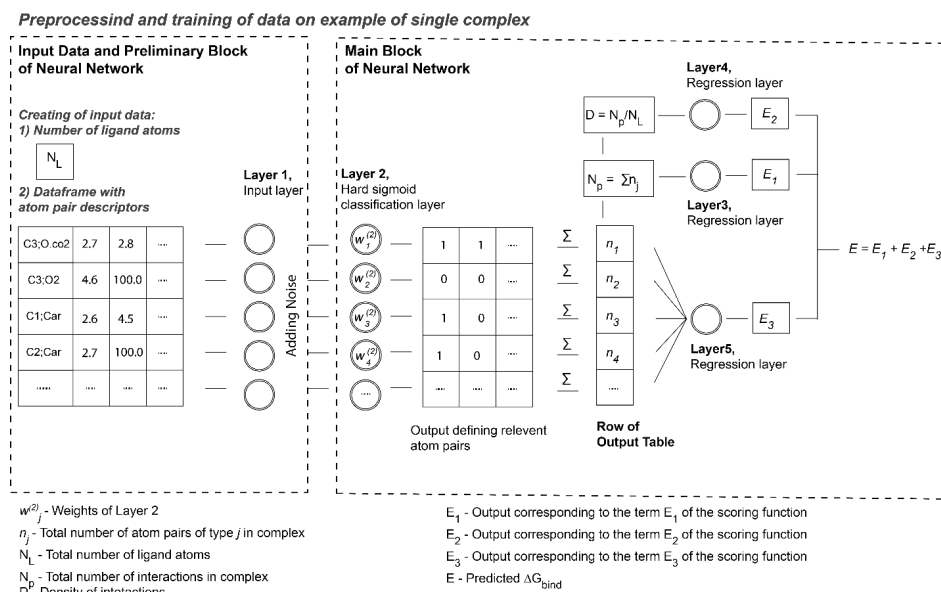 Preprocessind and training of data on example of single complex
Input Data and Preliminary Block
of Neural Network
Creating of input data:
1) Number of ligand atoms
N_L
2) Dataframe with
atom pair descriptors
C3;O.co2 2.7 2.8 ....
C3;O2 4.6 100.0 ....
C1;Car 2.6 4.5 ....
C2;Car 2.7 100.0 ....
..... .... .... ....
Layer 1,
Input layer
Adding Noise
Main Block
of Neural Network
Layer 2,
Hard sigmoid
classification layer
w_1^(2)
w_2^(2)
w_3^(2)
w_4^(2)
....
1 1 ....
0 0 ....
1 0 ....
1 0 ....
.... .... ....
Output defining relevent
atom pairs
Σ
Σ
Σ
Σ
Σ
D = N_p/N_L
N_p = Σn_j
n_1
n_2
n_3
n_4
....
Row of
Output Table
Layer4,
Regression layer
E_2
E_1
Layer3,
Regression layer
E_3
Layer5,
Regression layer
E = E_1 + E_2 +E_3
w^(2)_j - Weights of Layer 2
n_j - Total number of atom pairs of type j in complex
N_L - Total number of ligand atoms
N_p - Total number of interactions in complex
D - Density of intetactions
E_1 - Output corresponding to the term E_1 of the scoring function
E_2 - Output corresponding to the term E_2 of the scoring function
E_3 - Output corresponding to the term E_3 of the scoring function
E - Predicted ΔG_bind